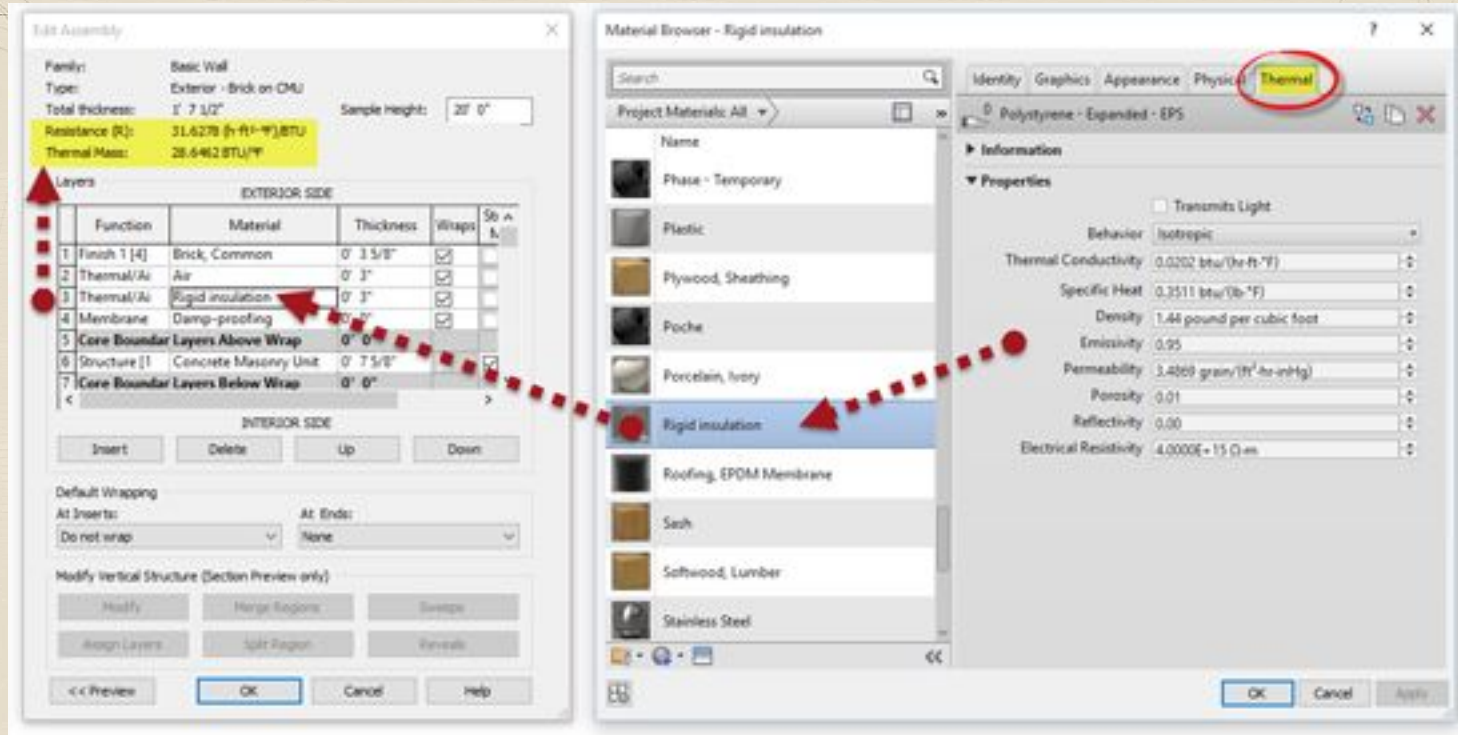 Edit Assembly
Family: Basic Wall
Type: Exterior - Brick on CMU
Total thickness: 1' 7 1/2" Sample Height: 20' 0"
Resistance (R): 31.6278 (h·ft²·°F)/BTU
Thermal Mass: 28.6462 BTU/°F
Layers
EXTERIOR SIDE
Function Material Thickness Wraps
1 Finish 1 [4] Brick, Common 0' 3 5/8"
2 Thermal/Ai Air 0' 3"
3 Thermal/Ai Rigid insulation 0' 3"
4 Membrane Damp-proofing 0' 0"
5 Core Boundar Layers Above Wrap 0' 0"
6 Structure [1 Concrete Masonry Unit 0' 7 5/8"
7 Core Boundar Layers Below Wrap 0' 0"
INTERIOR SIDE
Insert Delete Up Down
Default Wrapping
At Inserts: At Ends:
Do not wrap None
Modify Vertical Structure (Section Preview only)
Modify Merge Regions Sweeps
Assign Layers Split Region Reveals
<< Preview OK Cancel Help
Material Browser - Rigid insulation ?
Search
Project Materials: All
Name
Phase - Temporary
Plastic
Plywood, Sheathing
Poche
Porcelain, Ivory
Rigid insulation
Roofing, EPDM Membrane
Sash
Softwood, Lumber
Stainless Steel
Identity Graphics Appearance Physical Thermal
0 Polystyrene - Expanded - EPS
Information
Properties
Transmits Light
Behavior Isotropic
Thermal Conductivity 0.0202 btu/(hr·ft·°F)
Specific Heat 0.3511 btu/(lb·°F)
Density 1.44 pound per cubic foot
Emissivity 0.95
Permeability 3.4869 grain/(ft²·hr·inHg)
Porosity 0.01
Reflectivity 0.00
Electrical Resistivity 4.0000E+15 Ω·m
OK Cancel Apply